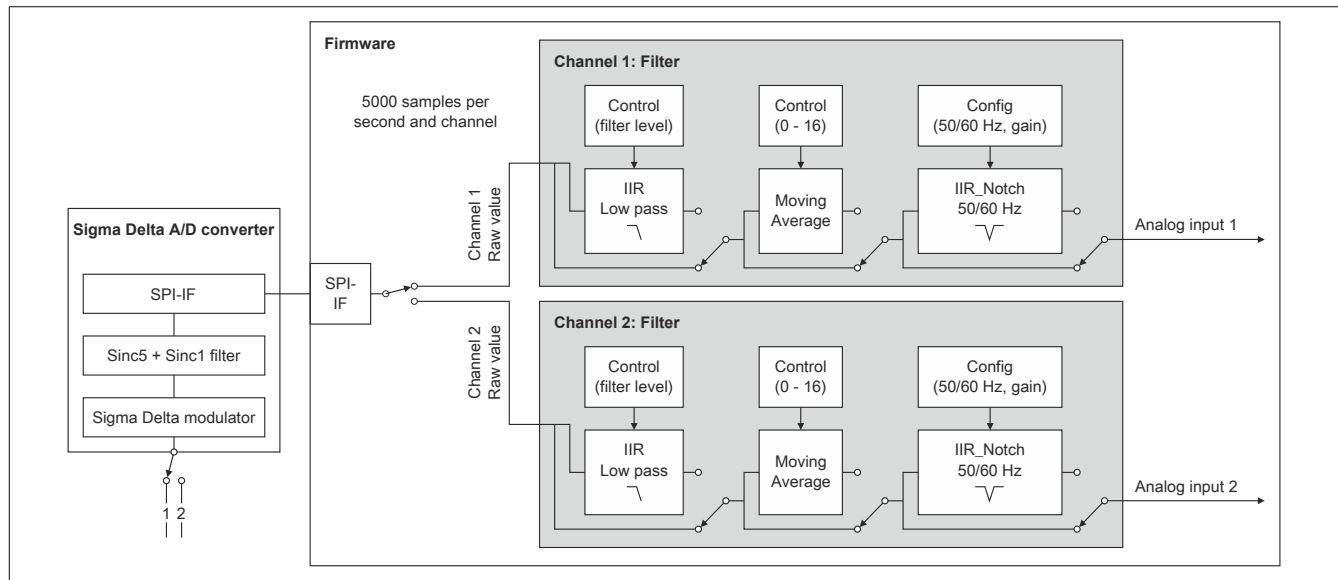 Firmware
5000 samples per
second and channel
Channel 1: Filter
Control
(filter level)
Control
(0 - 16)
Config
(50/60 Hz, gain)
IIR
Low pass
Moving
Average
IIR_Notch
50/60 Hz
Analog input 1
Channel 1
Raw value
Sigma Delta A/D converter
SPI-IF
Sinc5 + Sinc1 filter
Sigma Delta modulator
1 2
SPI-
IF
Channel 2
Raw value
Channel 2: Filter
Control
(filter level)
Control
(0 - 16)
Config
(50/60 Hz, gain)
IIR
Low pass
Moving
Average
IIR_Notch
50/60 Hz
Analog input 2